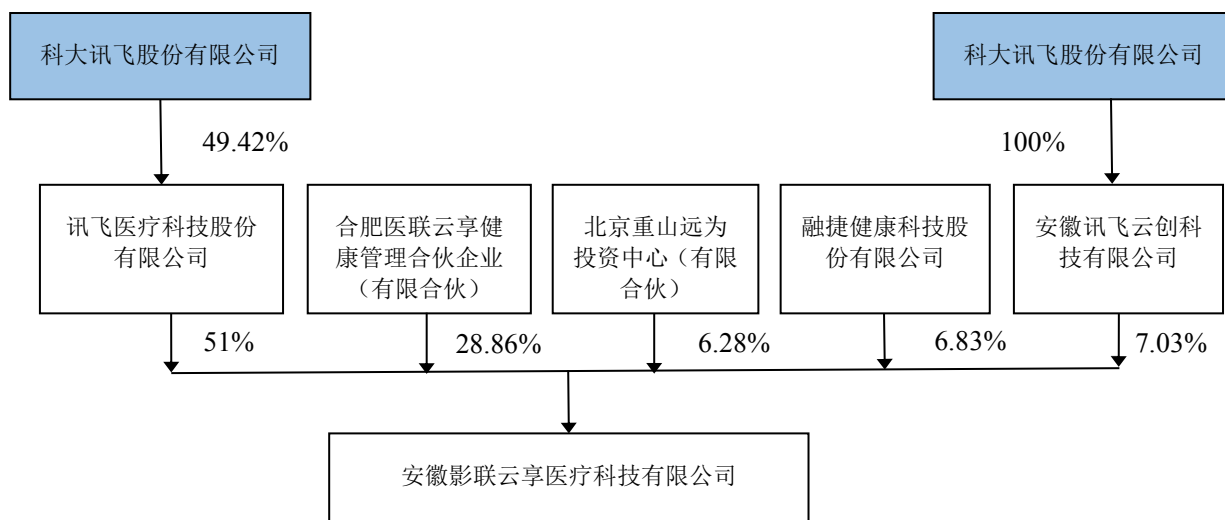 科大讯飞股份有限公司
科大讯飞股份有限公司
49.42%
100%
讯飞医疗科技股份
有限公司
合肥医联云享健
康管理合伙企业
（有限合伙）
北京重山远为
投资中心（有限
合伙）
融捷健康科技股
份有限公司
安徽讯飞云创科
技有限公司
51%
28.86%
6.28%
6.83%
7.03%
安徽影联云享医疗科技有限公司